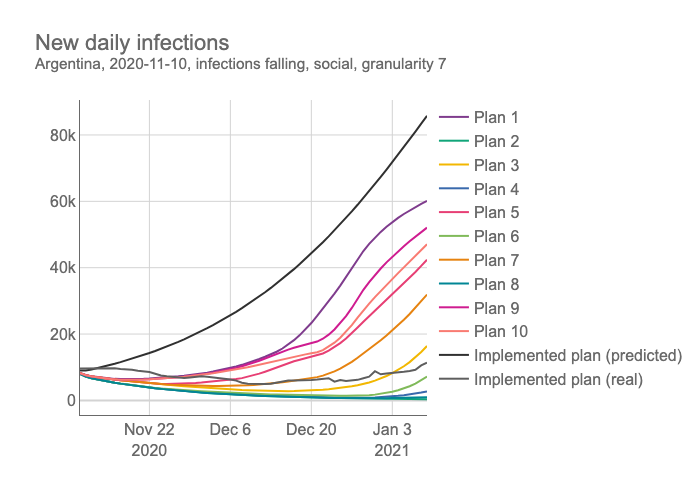 New daily infections
Argentina, 2020-11-10, infections falling, social, granularity 7
80k
60k
40k
20k
0
Nov 22
2020
Dec 6
Dec 20
Jan 3
2021
Plan 1
Plan 2
Plan 3
Plan 4
Plan 5
Plan 6
Plan 7
Plan 8
Plan 9
Plan 10
Implemented plan (predicted)
Implemented plan (real)